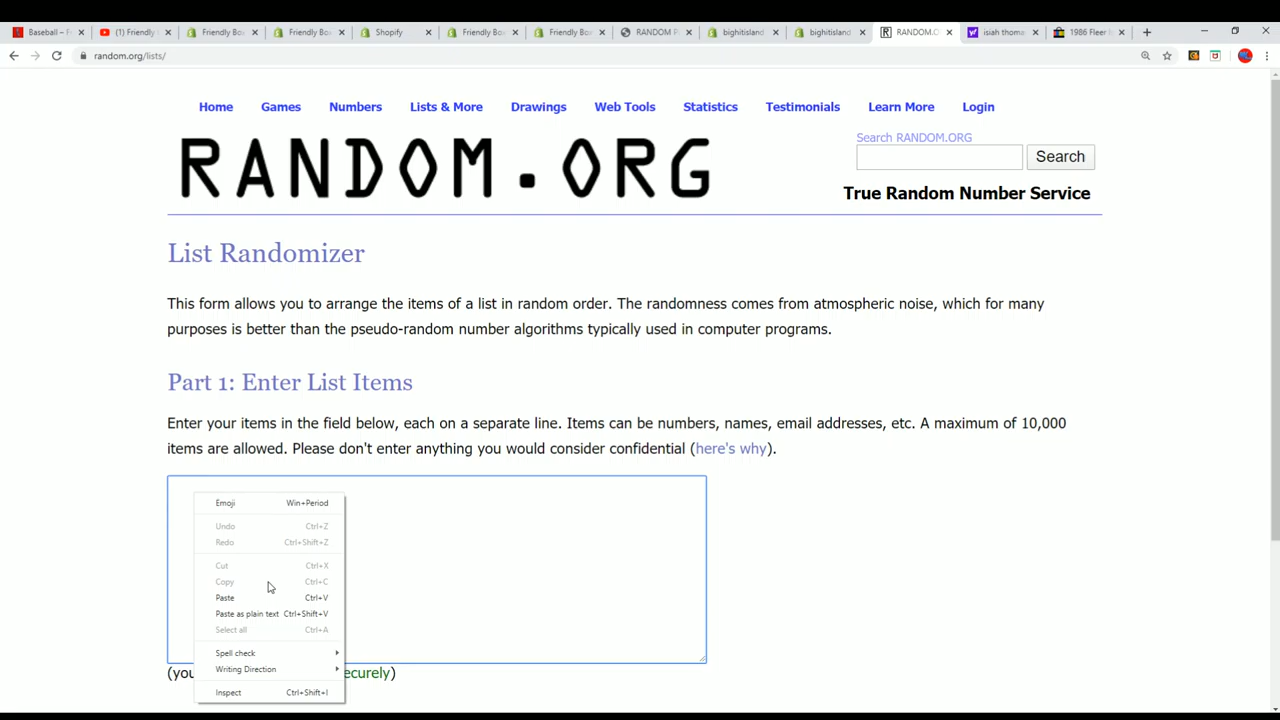 Baseball – F
(1) Friendly
Friendly Bo
Friendly Bo
Shopify
Friendly Bo
Friendly Bo
RANDOM
bighitisland
bighitisland
RANDOM.O
isiah thoma
1986 Fleer
random.org/lists/
Home Games Numbers Lists & More Drawings Web Tools Statistics Testimonials Learn More Login
RANDOM.ORG
Search RANDOM.ORG
Search
True Random Number Service
List Randomizer
This form allows you to arrange the items of a list in random order. The randomness comes from atmospheric noise, which for many
purposes is better than the pseudo-random number algorithms typically used in computer programs.
Part 1: Enter List Items
Enter your items in the field below, each on a separate line. Items can be numbers, names, email addresses, etc. A maximum of 10,000
items are allowed. Please don't enter anything you would consider confidential (here's why).
Emoji Win+Period
Undo Ctrl+Z
Redo Ctrl+Shift+Z
Cut Ctrl+X
Copy Ctrl+C
Paste Ctrl+V
Paste as plain text Ctrl+Shift+V
Select all Ctrl+A
Spell check
Writing Direction
Inspect Ctrl+Shift+I
(you ecurely)